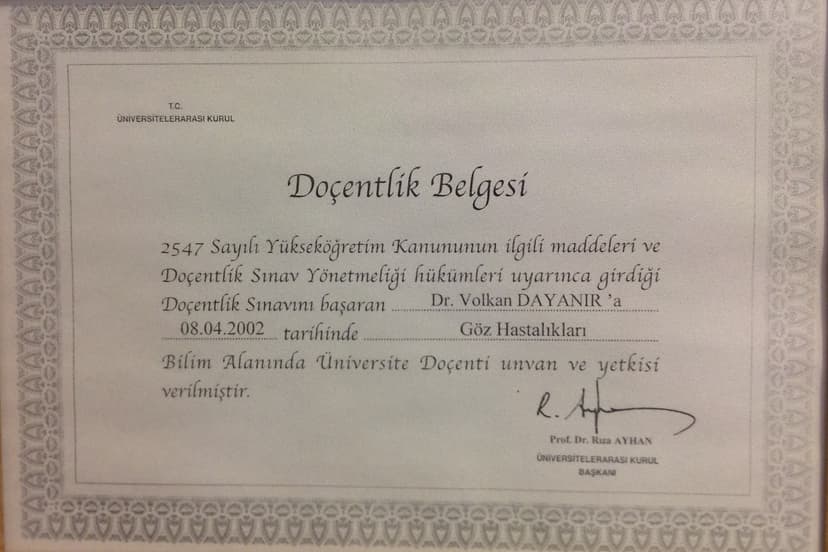 T.C.
ÜNİVERSİTELERARASI KURUL
Doçentlik Belgesi
2547 Sayılı Yükseköğretim Kanununun ilgili maddeleri ve
Doçentlik Sınav Yönetmeliği hükümleri uyarınca girdiği
Doçentlik Sınavını başaran Dr. Volkan DAYANIR 'a
08.04.2002 tarihinde Göz Hastalıkları
Bilim Alanında Üniversite Doçenti unvan ve yetkisi
verilmiştir.
R. Ayhan
Prof. Dr. Rıza AYHAN
ÜNİVERSİTELERARASI KURUL
BAŞKANI